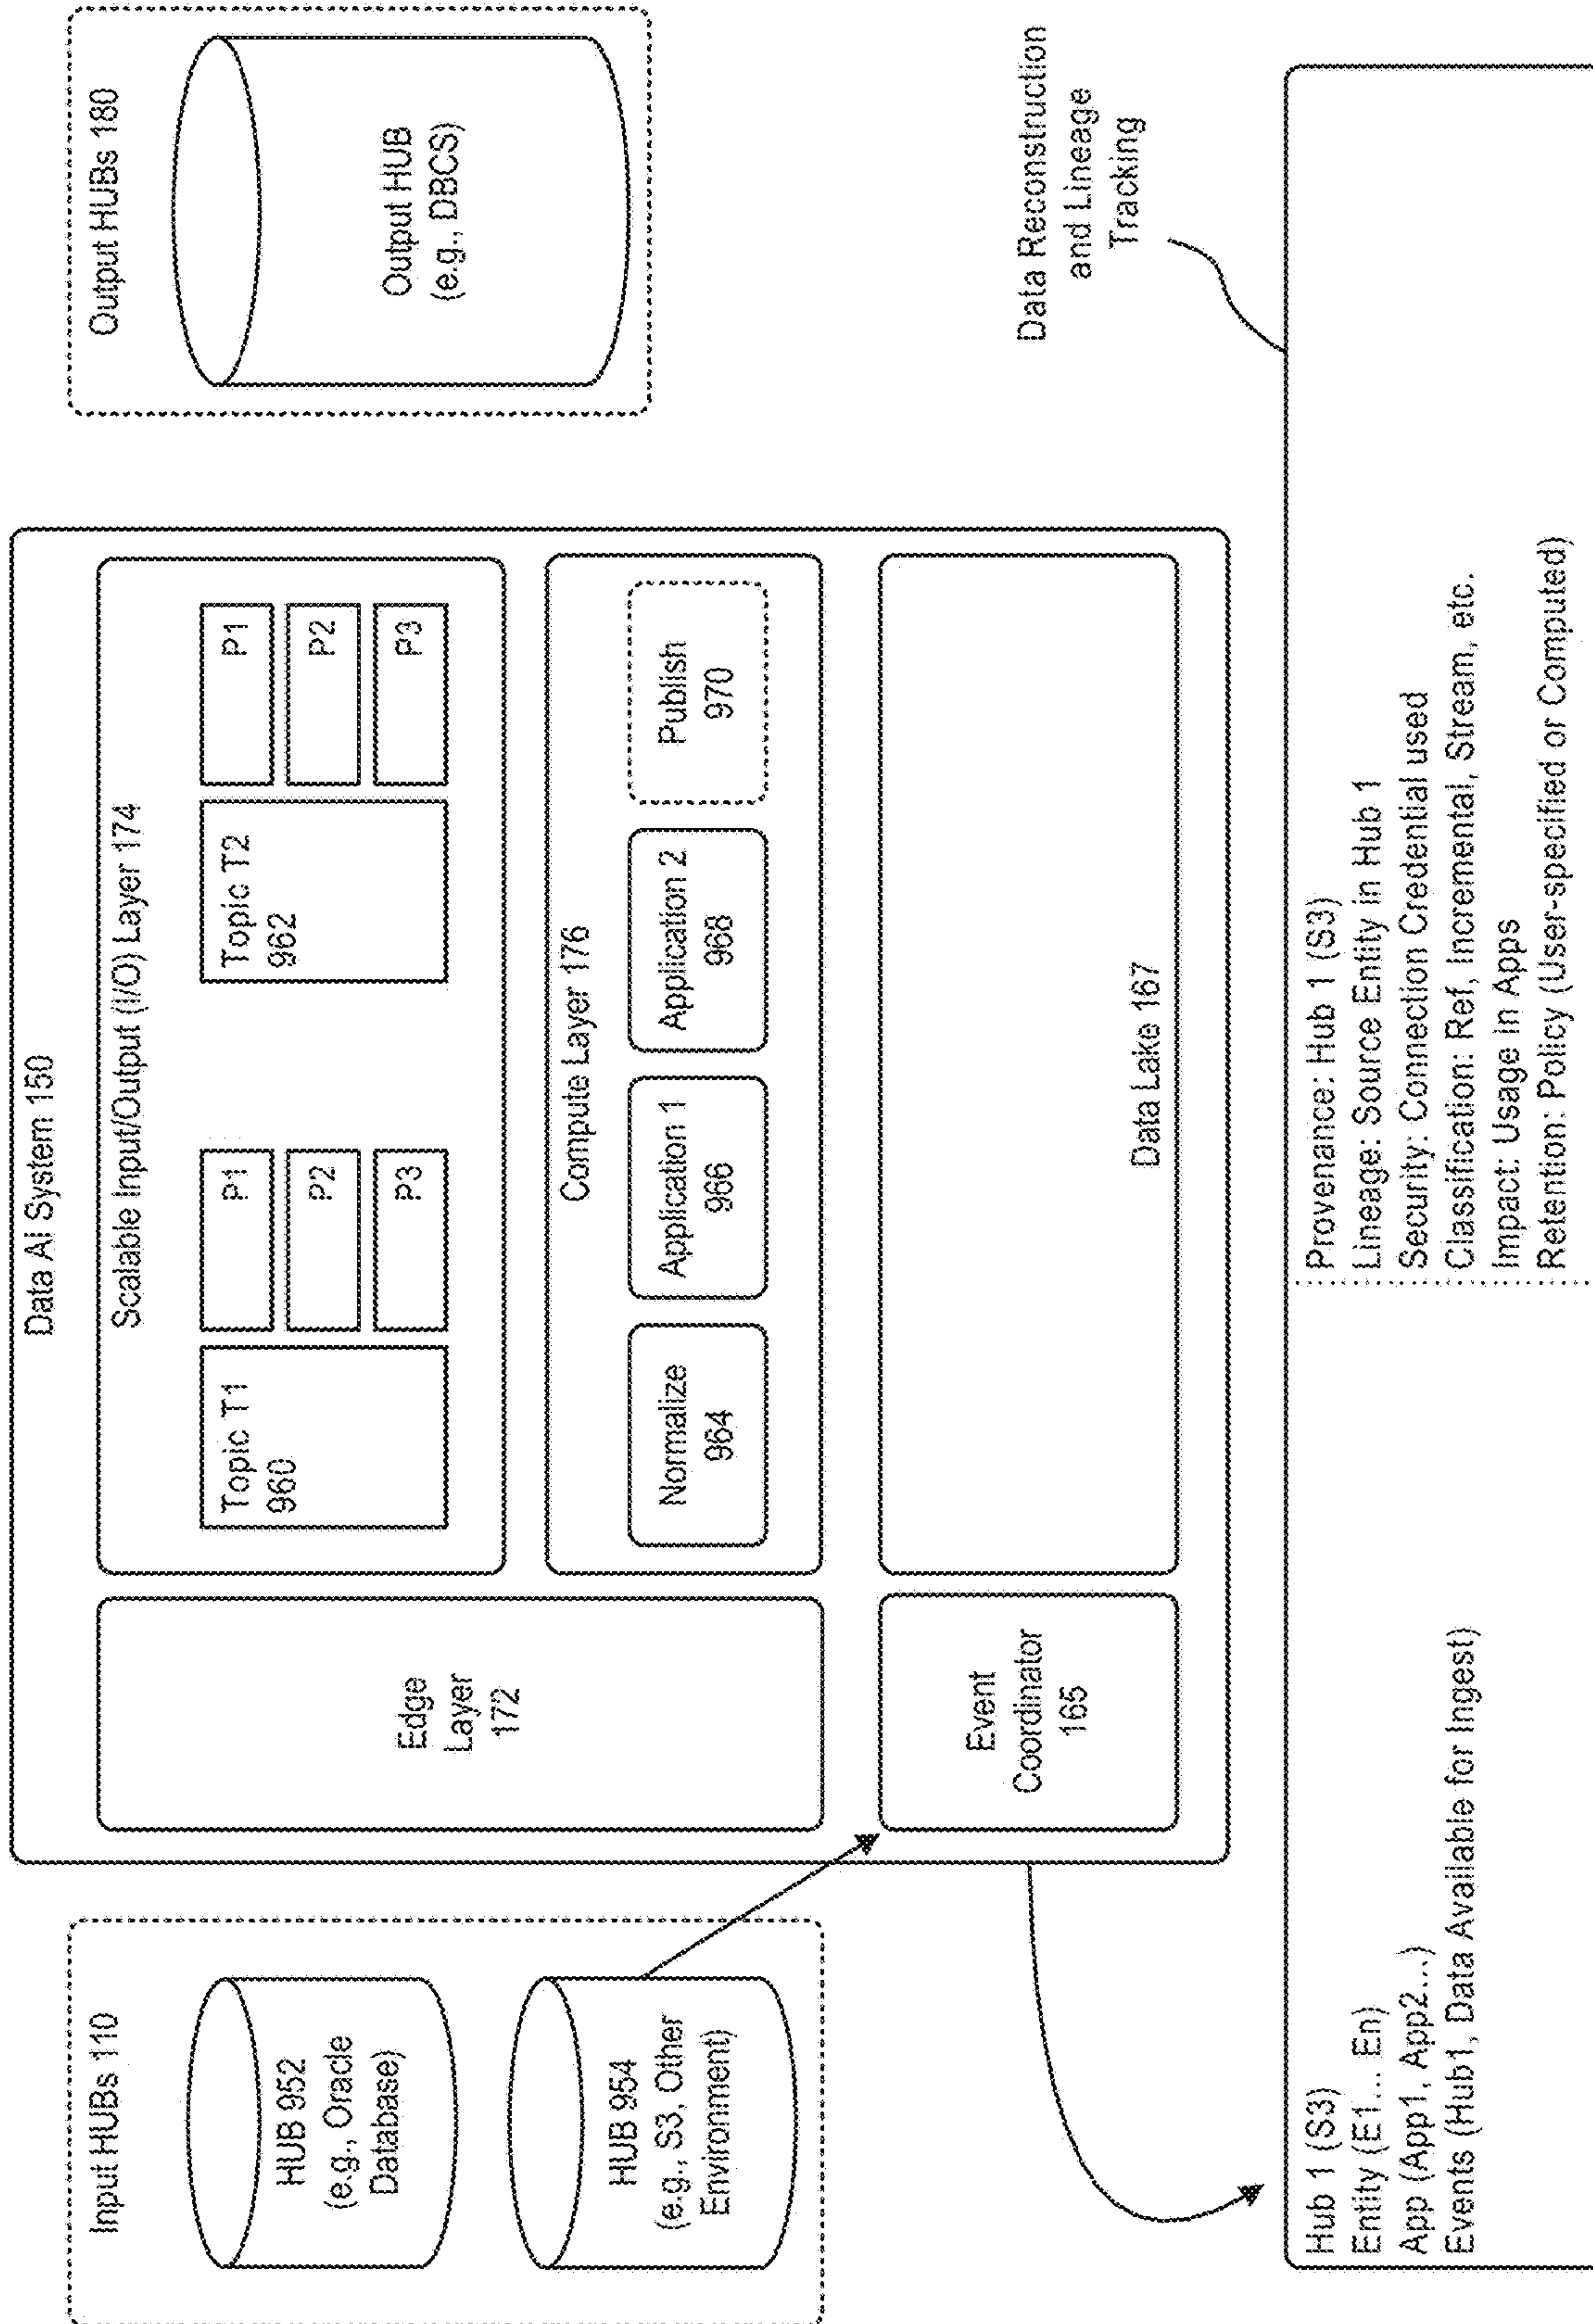 Data AI System 150
Input HUBs 110
HUB 952
(e.g., Oracle
Database)
HUB 954
(e.g., S3, Other
Environment)
Edge
Layer
172
Event
Coordinator
165
Scalable Input/Output (I/O) Layer 174
Topic T1
960
P1
P2
P3
Topic T2
962
P1
P2
P3
Compute Layer 176
Normalize
964
Application 1
966
Application 2
968
Publish
970
Data Lake 167
Output HUBs 180
Output HUB
(e.g., DBCS)
Data Reconstruction
and Lineage
Tracking
Hub 1 (S3)
Entity (E1... En)
App (App1, App2...)
Events (Hub1, Data Available for Ingest)
Provenance: Hub 1 (S3)
Lineage: Source Entity in Hub 1
Security: Connection Credential used
Classification: Ref, Incremental, Stream, etc.
Impact: Usage in Apps
Retention: Policy (User-specified or Computed)